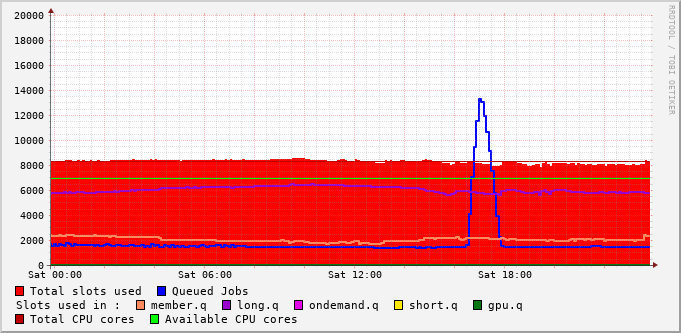 20000
18000
16000
14000
12000
10000
8000
6000
4000
2000
0
Sat 00:00 Sat 06:00 Sat 12:00 Sat 18:00
Total slots used Queued Jobs
Slots used in : member.q long.q ondemand.q short.q gpu.q
Total CPU cores Available CPU cores
RRDTOOL / TOBI OETIKER